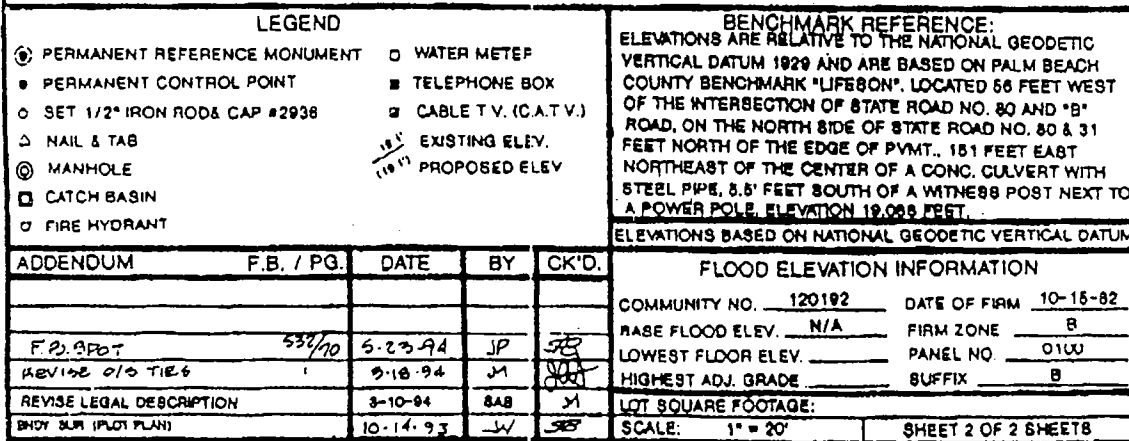 LEGEND
PERMANENT REFERENCE MONUMENT
PERMANENT CONTROL POINT
SET 1/2" IRON ROD& CAP #2936
NAIL & TAB
MANHOLE
CATCH BASIN
FIRE HYDRANT
WATER METER
TELEPHONE BOX
CABLE T.V. (C.A.T.V.)
EXISTING ELEV.
PROPOSED ELEV
BENCHMARK REFERENCE:
ELEVATIONS ARE RELATIVE TO THE NATIONAL GEODETIC
VERTICAL DATUM 1929 AND ARE BASED ON PALM BEACH
COUNTY BENCHMARK "LIFESON". LOCATED 56 FEET WEST
OF THE INTERSECTION OF STATE ROAD NO. 80 AND "B"
ROAD, ON THE NORTH SIDE OF STATE ROAD NO. 80 & 31
FEET NORTH OF THE EDGE OF PVMT., 151 FEET EAST
NORTHEAST OF THE CENTER OF A CONC. CULVERT WITH
STEEL PIPE, 5.5' FEET SOUTH OF A WITNESS POST NEXT TO
A POWER POLE, ELEVATION FEET.
ELEVATIONS BASED ON NATIONAL GEODETIC VERTICAL DATUM
ADDENDUM F.B. / PG. DATE BY CK'D.
F.B. SPOT 532/70 5-23-94 JP
REVISE O/S TIES -18-94
REVISE LEGAL DESCRIPTION 3-10-94 SAB
BNDY SUR (PLOT PLAN) 10-14-93 JW
FLOOD ELEVATION INFORMATION
COMMUNITY NO. 120192 DATE OF FIRM 10-15-82
BASE FLOOD ELEV. N/A FIRM ZONE B
LOWEST FLOOR ELEV. PANEL NO. 0100
HIGHEST ADJ. GRADE SUFFIX B
LOT SQUARE FOOTAGE:
SCALE: 1" = 20' SHEET 2 OF 2 SHEETS